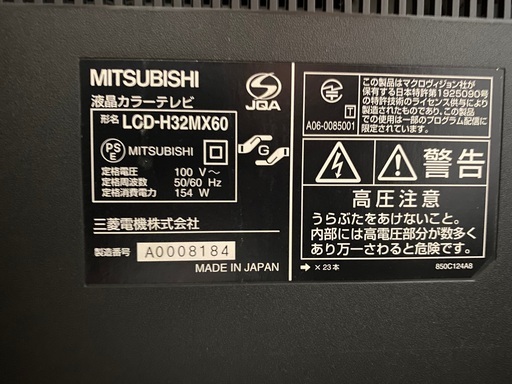 MITSUBISHI
液晶カラーテレビ
形名 LCD-H32MX60
PS E MITSUBISHI
定格電圧 100 V～
定格周波数 50/60 Hz
定格消費電力 154 W
三菱電機株式会社
製造番号 A0008184
MADE IN JAPAN
JQA
G
T
A06-0085001
この製品はマクロヴィジョン社が
保有する日本特許第1925090号
の特許技術のライセンス供与により
製造されたものであり、この製品
での使用は一部のプログラム配信に
限定されています。
警告
高圧注意
うらぶたをあけないこと。
内部には高電圧部分が数多く
あり万一さわると危険です。
➡ ×23本
850C124A8